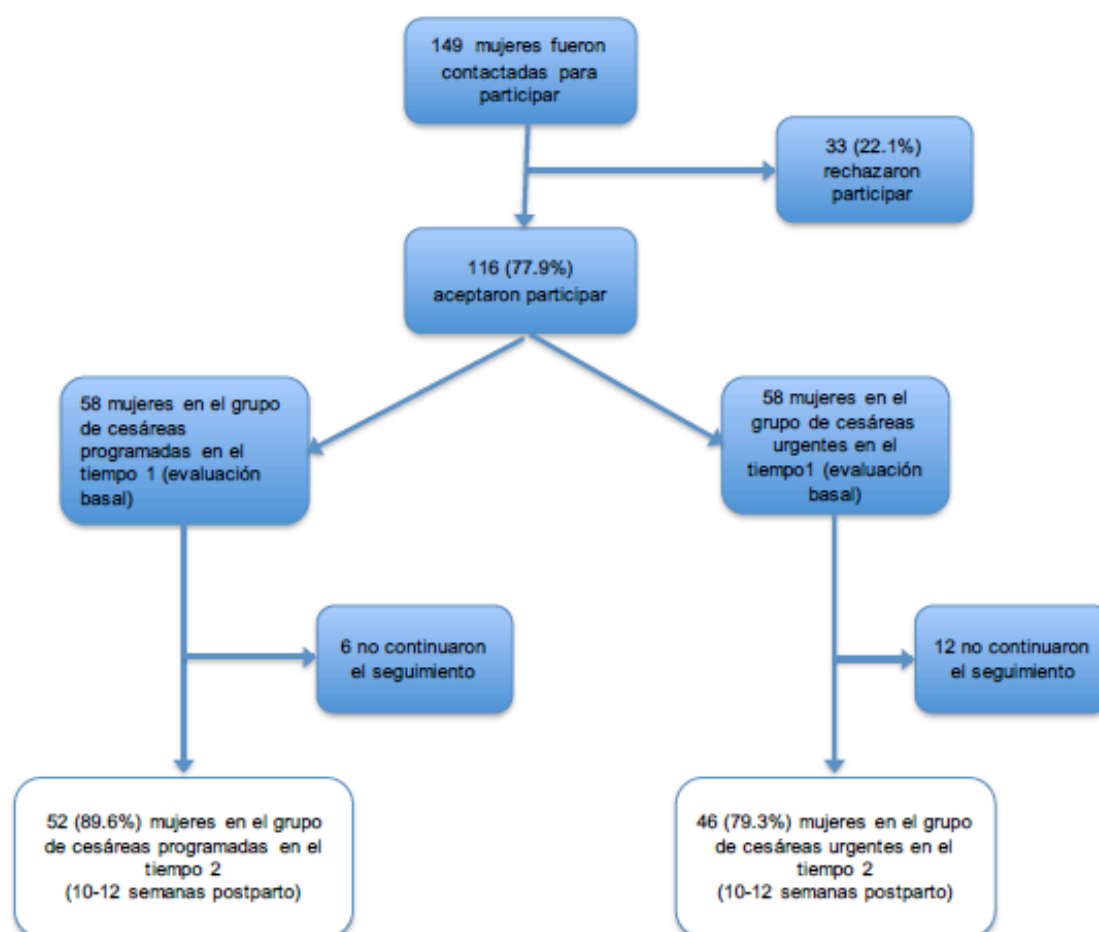 149 mujeres fueron
contactadas para
participar
33 (22.1%)
rechazaron
participar
116 (77.9%)
aceptaron participar
58 mujeres en el grupo
de cesáreas
programadas en el
tiempo 1 (evaluación
basal)
58 mujeres en el
grupo de cesáreas
urgentes en el
tiempo1 (evaluación
basal)
6 no continuaron
el seguimiento
12 no continuaron
el seguimiento
52 (89.6%) mujeres en el grupo
de cesáreas programadas en el
tiempo 2
(10-12 semanas postparto)
46 (79.3%) mujeres en el grupo
de cesáreas urgentes en el
tiempo 2
(10-12 semanas postparto)